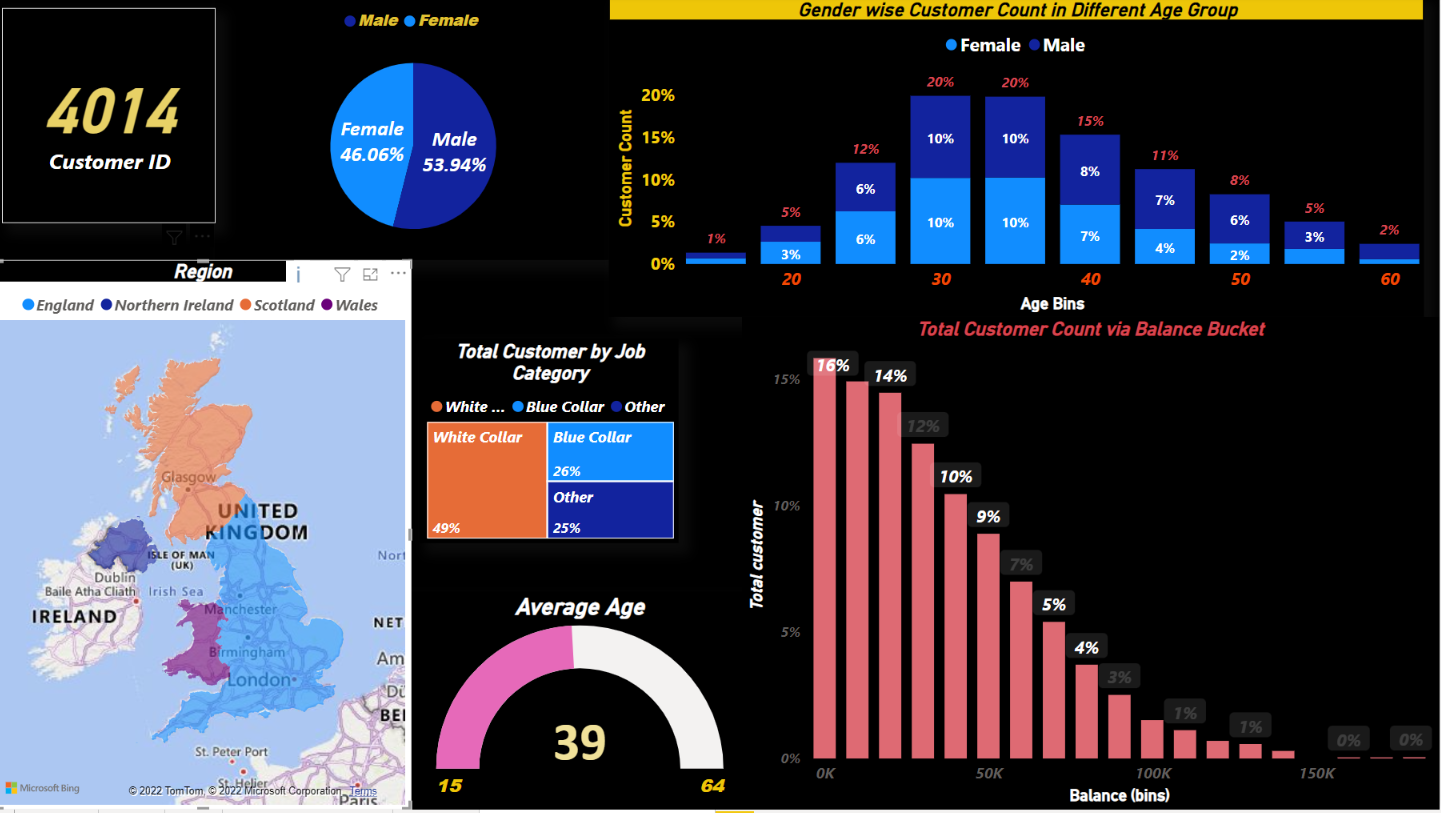 4014
Customer ID
Male Female
Female
46.06%
Male
53.94%
Gender wise Customer Count in Different Age Group
Female Male
Customer Count
20%
15%
10%
5%
0%
1%
5%
12%
20%
20%
15%
11%
8%
5%
2%
3%
6%
6%
10%
10%
10%
10%
8%
7%
7%
4%
6%
2%
3%
20
30
40
50
60
Age Bins
Region
England Northern Ireland Scotland Wales
Glasgow
UNITED
KINGDOM
ISLE OF MAN
(UK)
Nort
Dublin
Baile Atha Cliath
Irish Sea
IRELAND
Manchester
NET
Birmingham
Am
London
Dü
BEI
St. Peter Port
St. Helier
Paris
Microsoft Bing
© 2022 TomTom, © 2022 Microsoft Corporation Terms
Total Customer by Job
Category
White ... Blue Collar Other
White Collar
49%
Blue Collar
26%
Other
25%
Average Age
39
15
64
Total Customer Count via Balance Bucket
Total customer
15%
10%
5%
0%
16%
14%
12%
10%
9%
7%
5%
4%
3%
1%
1%
0%
0%
0K
50K
100K
150K
Balance (bins)